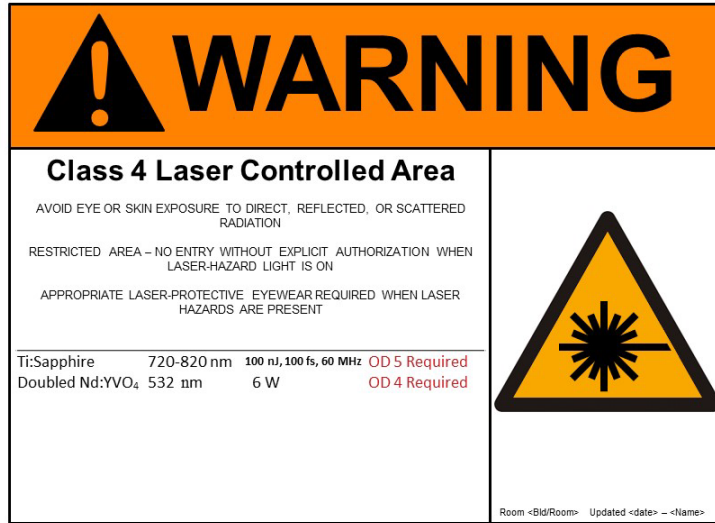 WARNING
Class 4 Laser Controlled Area
AVOID EYE OR SKIN EXPOSURE TO DIRECT, REFLECTED, OR SCATTERED
RADIATION
RESTRICTED AREA – NO ENTRY WITHOUT EXPLICIT AUTHORIZATION WHEN
LASER-HAZARD LIGHT IS ON
APPROPRIATE LASER-PROTECTIVE EYEWEAR REQUIRED WHEN LASER
HAZARDS ARE PRESENT
Ti:Sapphire 720-820 nm 100 nJ, 100 fs, 60 MHz OD 5 Required
Doubled Nd:YVO₄ 532 nm 6 W OD 4 Required
Room <Bld/Room> Updated <date> – <Name>